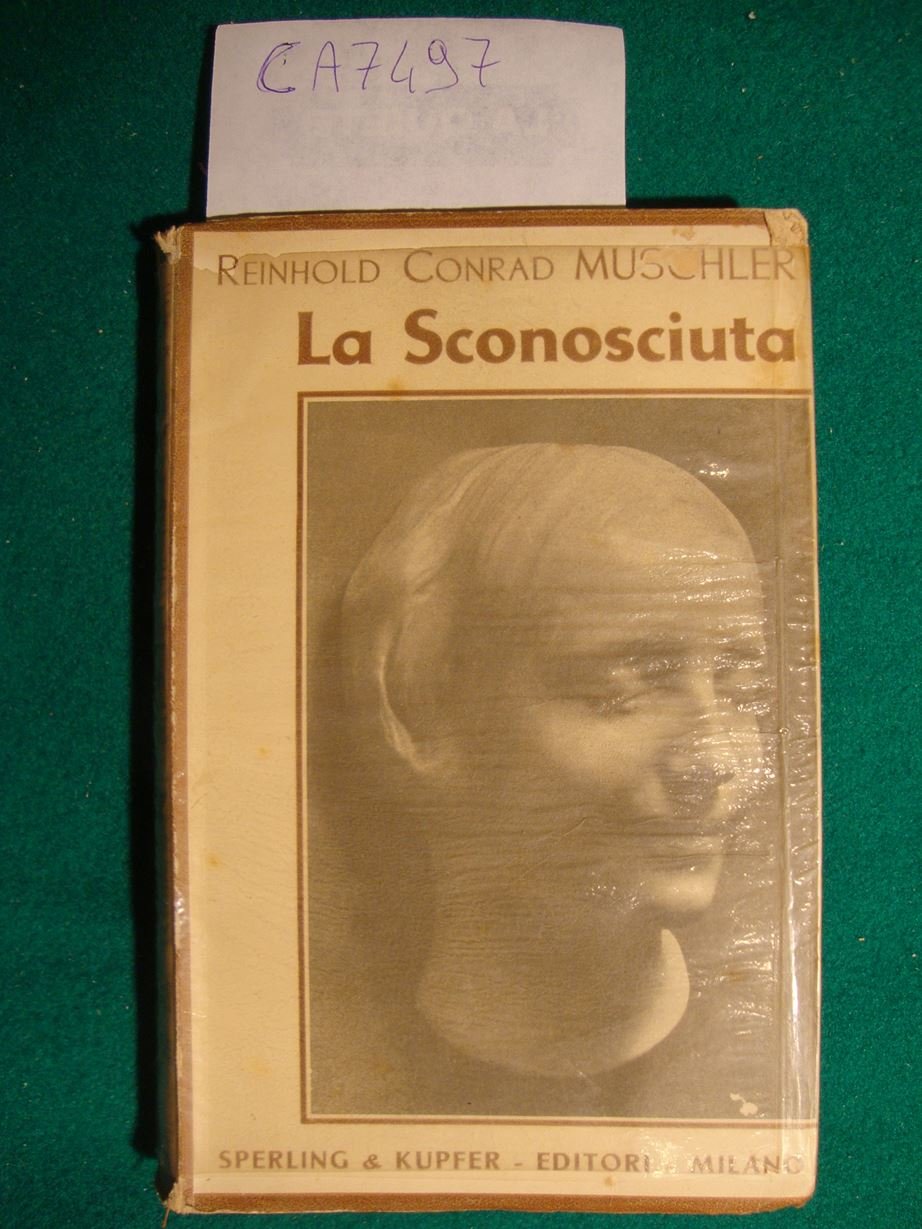 CA7497
REINHOLD CONRAD MUSCHLER
La Sconosciuta
SPERLING & KUPFER - EDITORI - MILANO